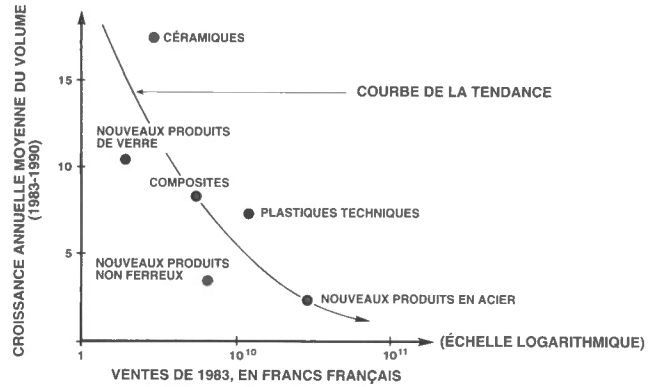 CROISSANCE ANNUELLE MOYENNE DU VOLUME
(1983-1990)
CÉRAMIQUES
15
COURBE DE LA TENDANCE
NOUVEAUX PRODUITS
DE VERRE
10
COMPOSITES
PLASTIQUES TECHNIQUES
5
NOUVEAUX PRODUITS
NON FERREUX
NOUVEAUX PRODUITS EN ACIER
1
10¹⁰
10¹¹
(ÉCHELLE LOGARITHMIQUE)
VENTES DE 1983, EN FRANCS FRANÇAIS